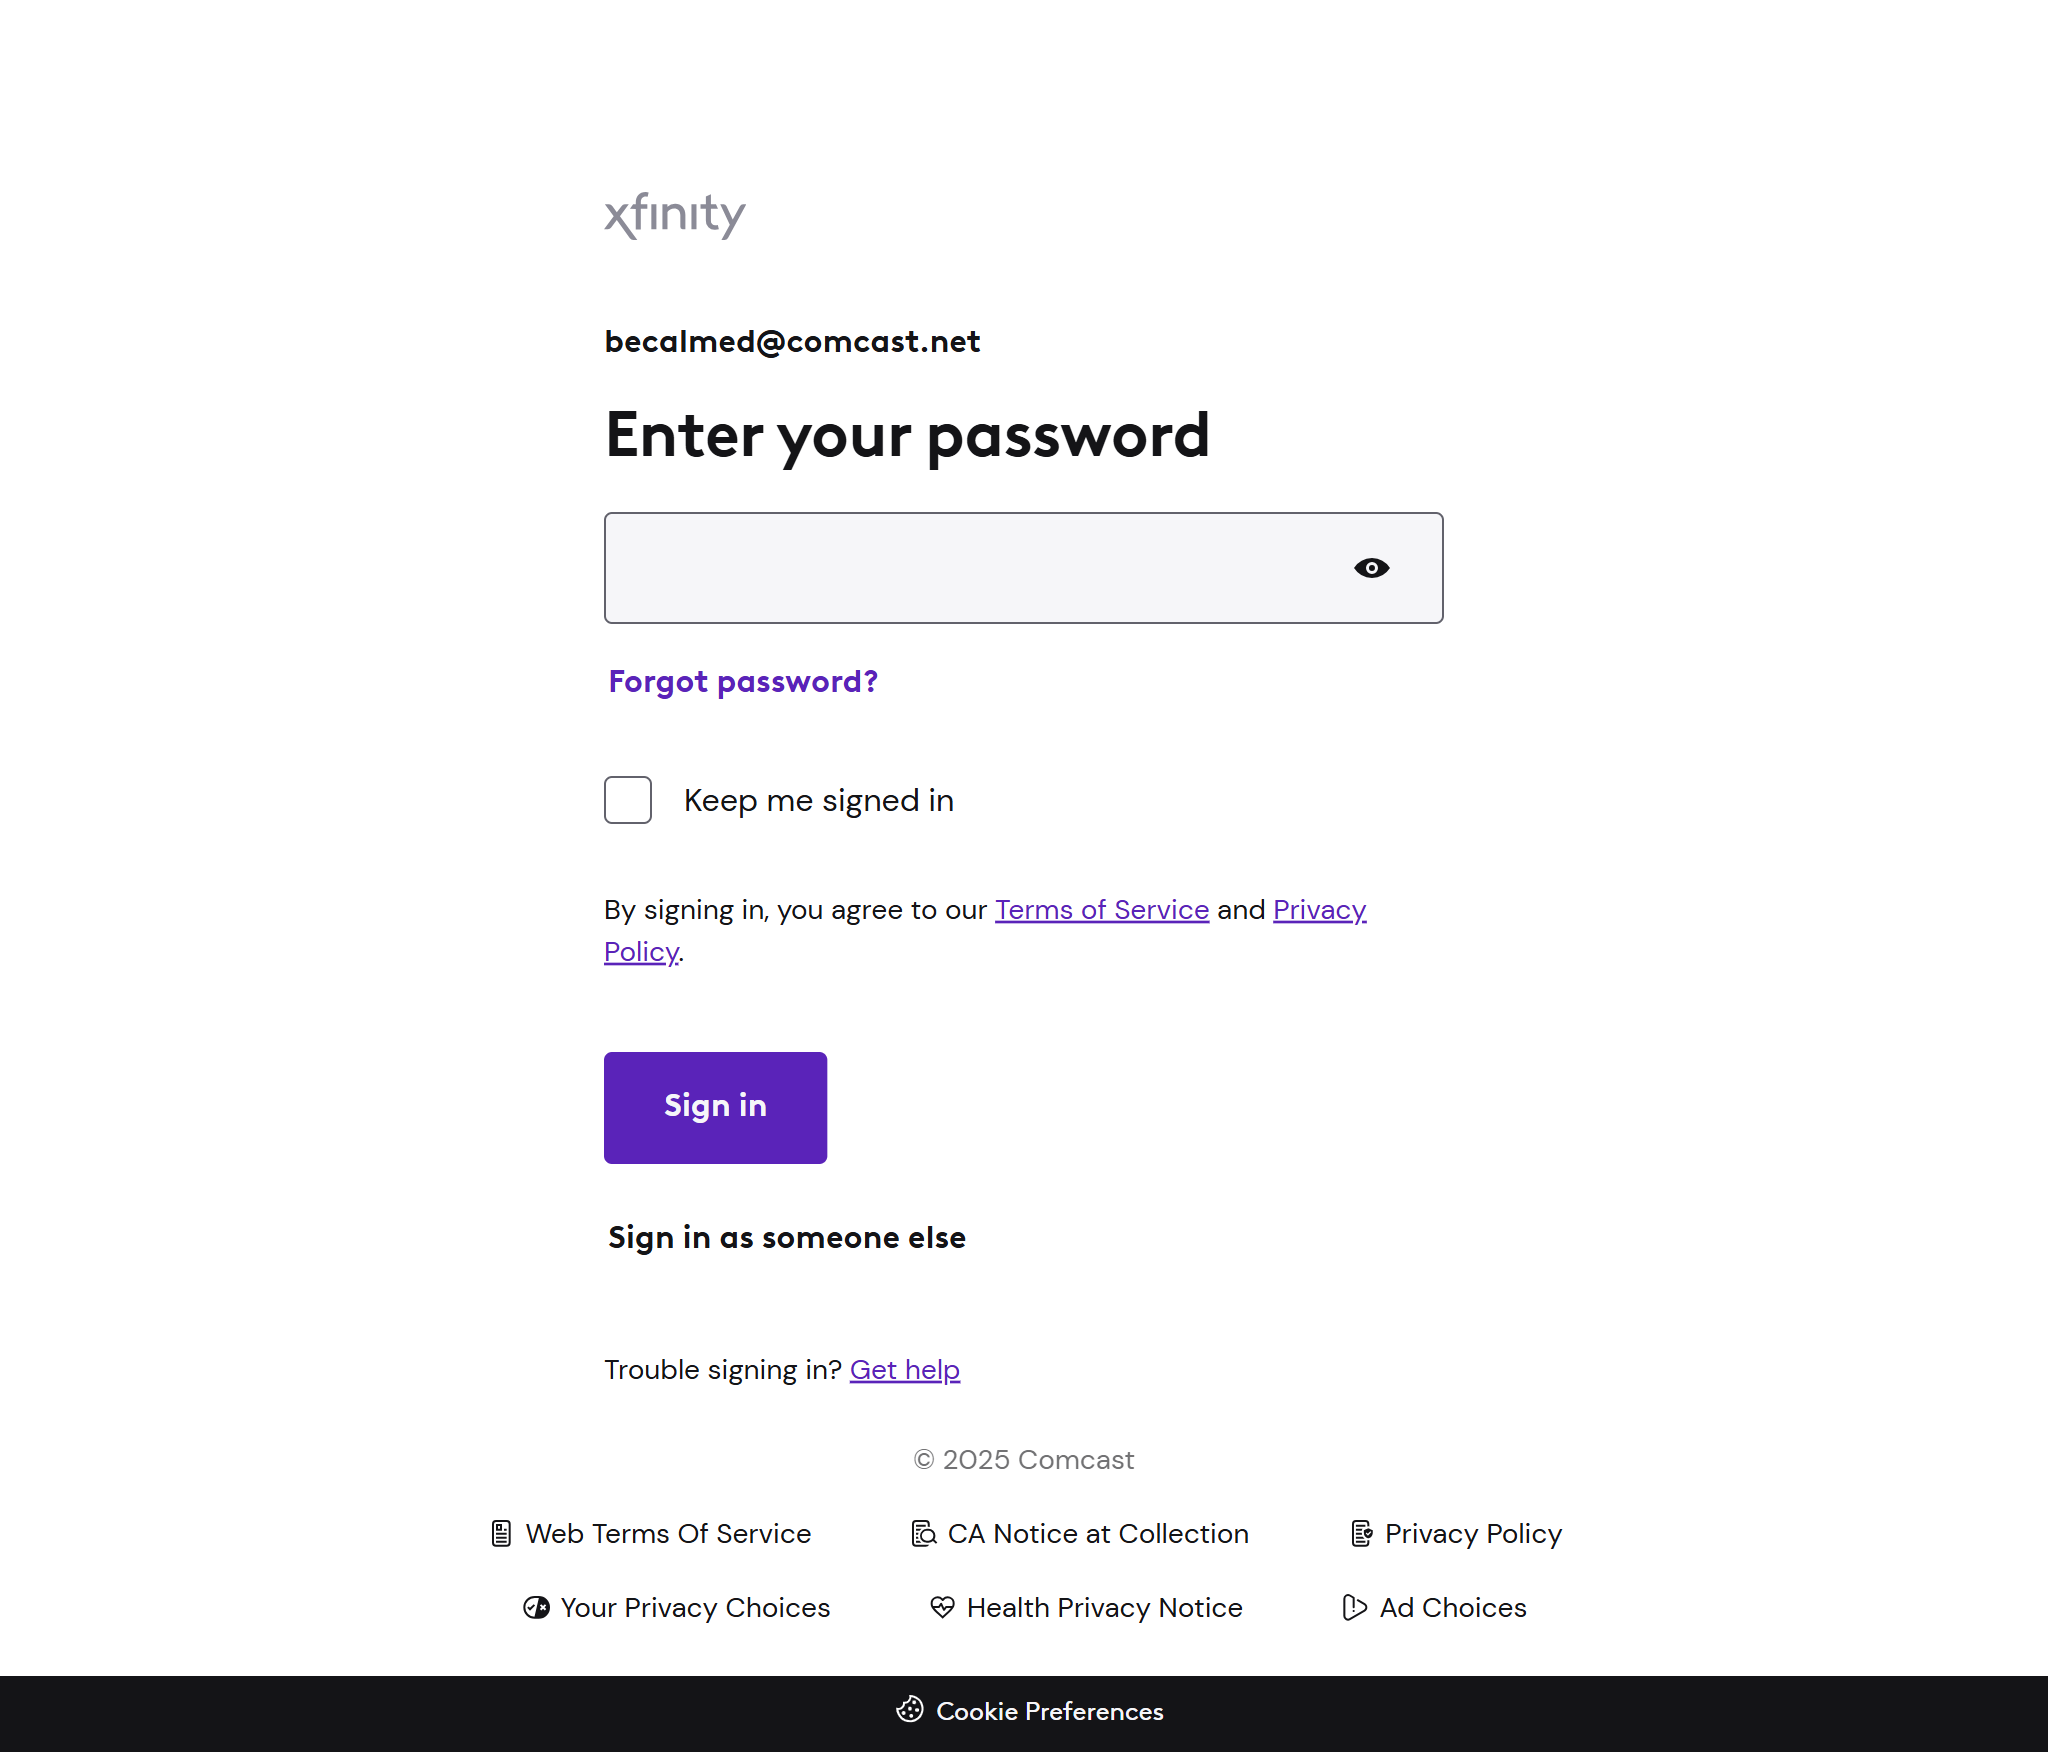 xfinity
becalmed@comcast.net
Enter your password
Forgot password?
Keep me signed in
By signing in, you agree to our Terms of Service and Privacy
Policy.
Sign in
Sign in as someone else
Trouble signing in? Get help
© 2025 Comcast
Web Terms Of Service
CA Notice at Collection
Privacy Policy
Your Privacy Choices
Health Privacy Notice
Ad Choices
Cookie Preferences